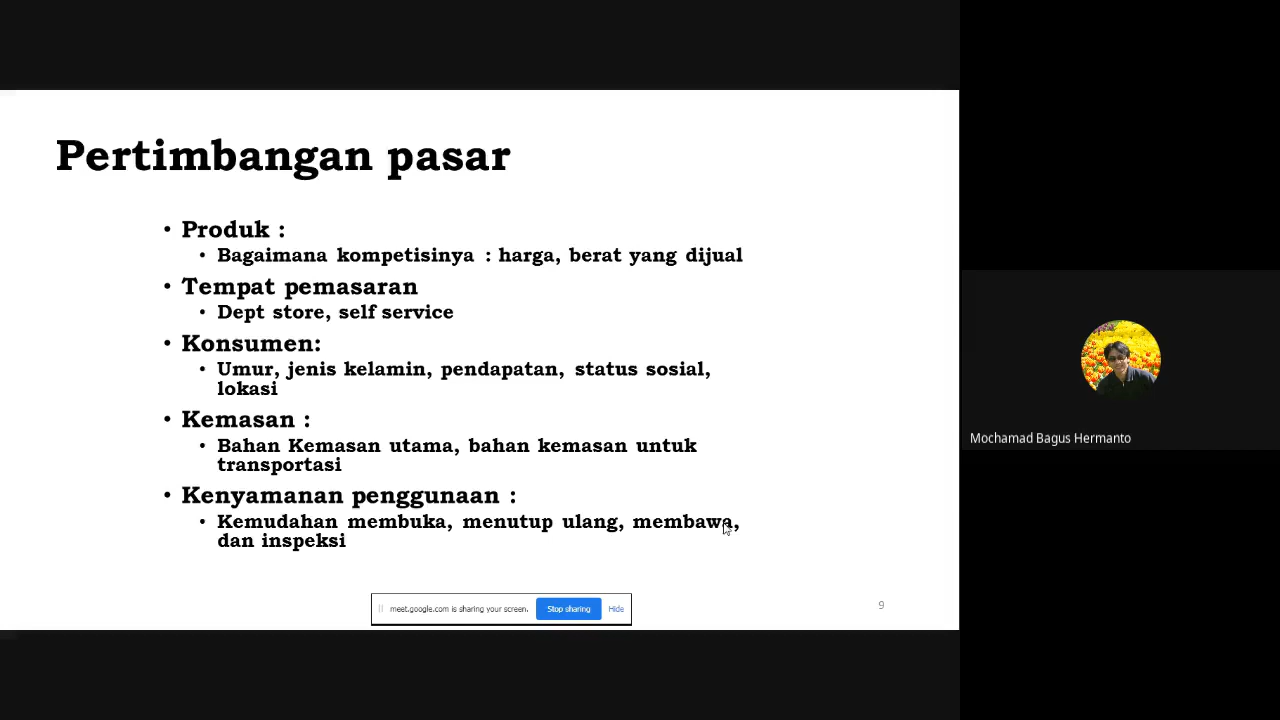 Pertimbangan pasar
• Produk :
• Bagaimana kompetisinya : harga, berat yang dijual
• Tempat pemasaran
• Dept store, self service
• Konsumen:
• Umur, jenis kelamin, pendapatan, status sosial,
lokasi
• Kemasan :
• Bahan Kemasan utama, bahan kemasan untuk
transportasi
• Kenyamanan penggunaan :
• Kemudahan membuka, menutup ulang, membawa,
dan inspeksi
meet.google.com is sharing your screen. Stop sharing Hide
9
Mochamad Bagus Hermanto